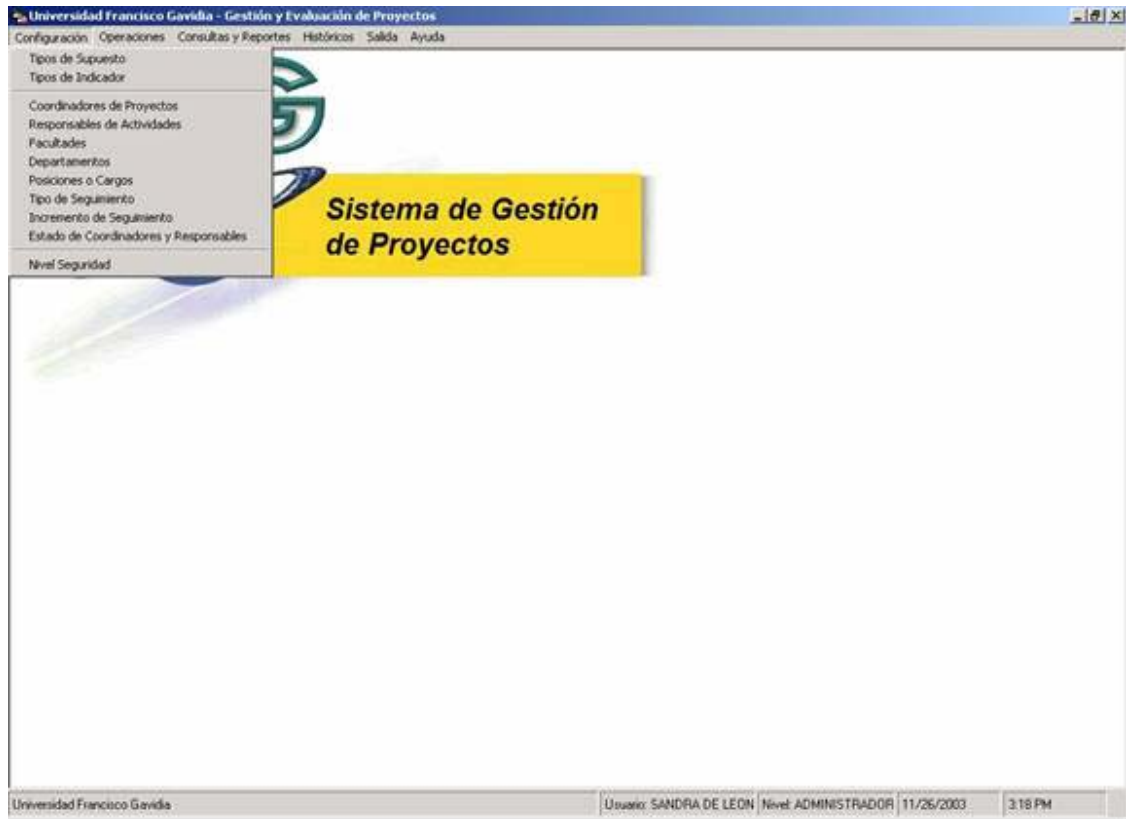 Universidad Francisco Gavidia - Gestión y Evaluación de Proyectos
Configuración Operaciones Consultas y Reportes Históricos Salida Ayuda
Tipos de Supuesto
Tipos de Indicador
Coordinadores de Proyectos
Responsables de Actividades
Facultades
Departamentos
Posiciones o Cargos
Tipo de Seguimiento
Incremento de Seguimiento
Estado de Coordinadores y Responsables
Nivel Seguridad
G
Sistema de Gestión
de Proyectos
Universidad Francisco Gavidia Usuario: SANDRA DE LEON Nivel: ADMINISTRADOR 11/26/2003 3:18 PM